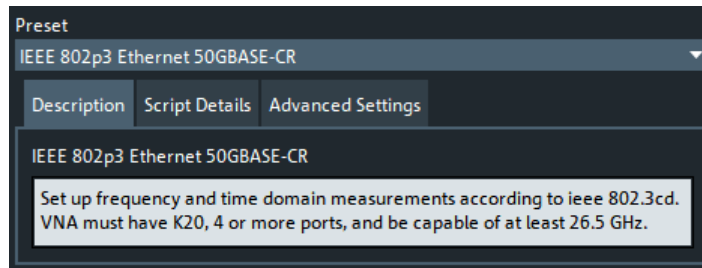 Preset
IEEE 802p3 Ethernet 50GBASE-CR
Description Script Details Advanced Settings
IEEE 802p3 Ethernet 50GBASE-CR
Set up frequency and time domain measurements according to ieee 802.3cd.
VNA must have K20, 4 or more ports, and be capable of at least 26.5 GHz.